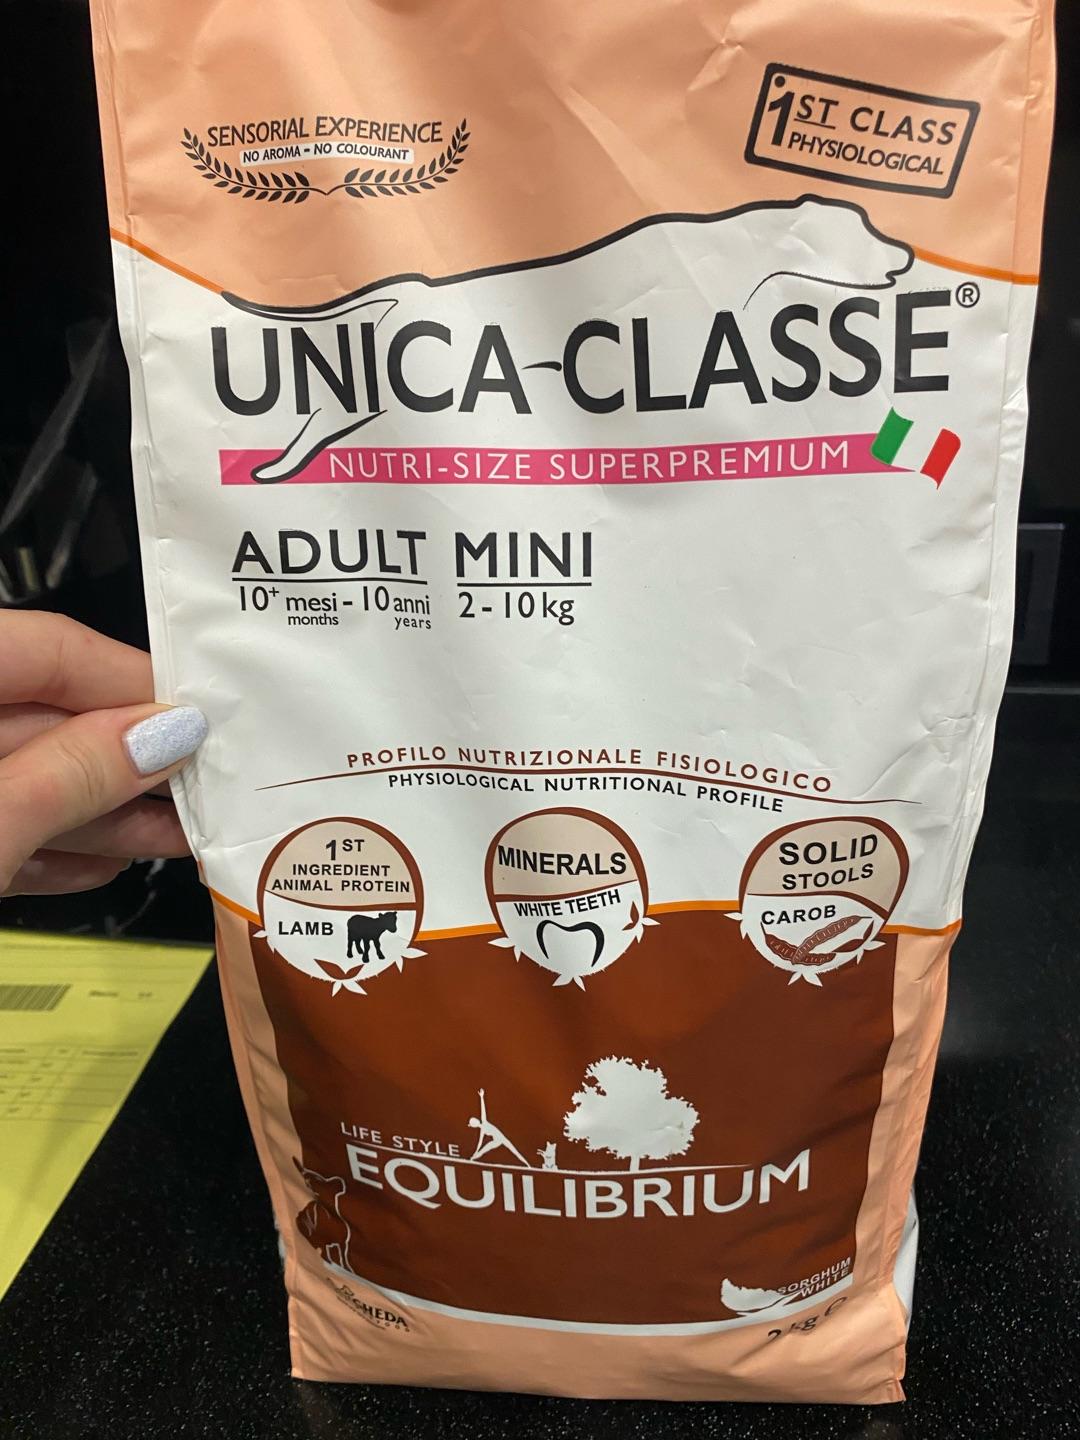 SENSORIAL EXPERIENCE
NO AROMA - NO COLOURANT
1ST CLASS
PHYSIOLOGICAL
UNICA-CLASSE®
NUTRI-SIZE SUPERPREMIUM
ADULT MINI
10+ mesi - 10 anni 2 - 10 kg
months years
PROFILO NUTRIZIONALE FISIOLOGICO
PHYSIOLOGICAL NUTRITIONAL PROFILE
1ST
INGREDIENT
ANIMAL PROTEIN
LAMB
MINERALS
WHITE TEETH
SOLID
STOOLS
CAROB
LIFE STYLE
EQUILIBRIUM
SORGHUM
WHITE
2 kg e